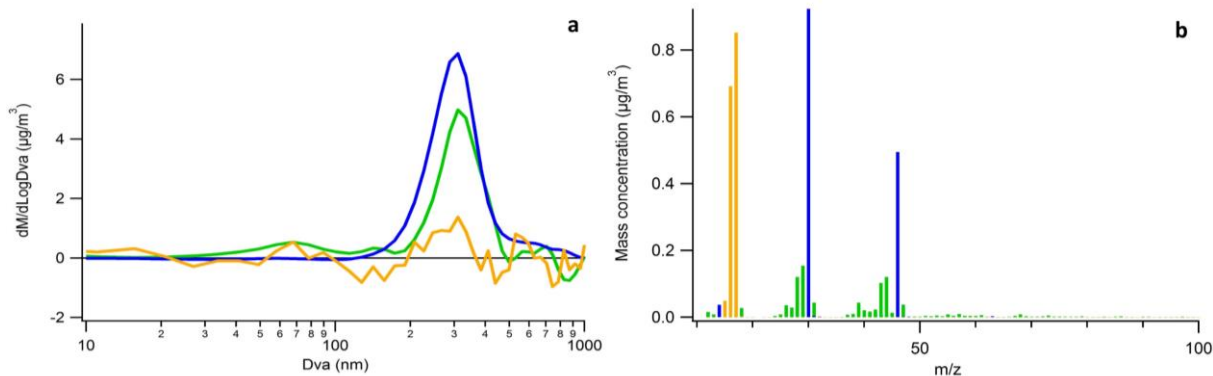 a
dM/dLogDva (µg/m³)
6
4
2
0
-2
10 2 3 4 5 6 7 8 9 100 2 3 4 5 6 7 8 9 1000
Dva (nm)
b
Mass concentration (µg/m³)
0.8
0.6
0.4
0.2
0.0
50 100
m/z